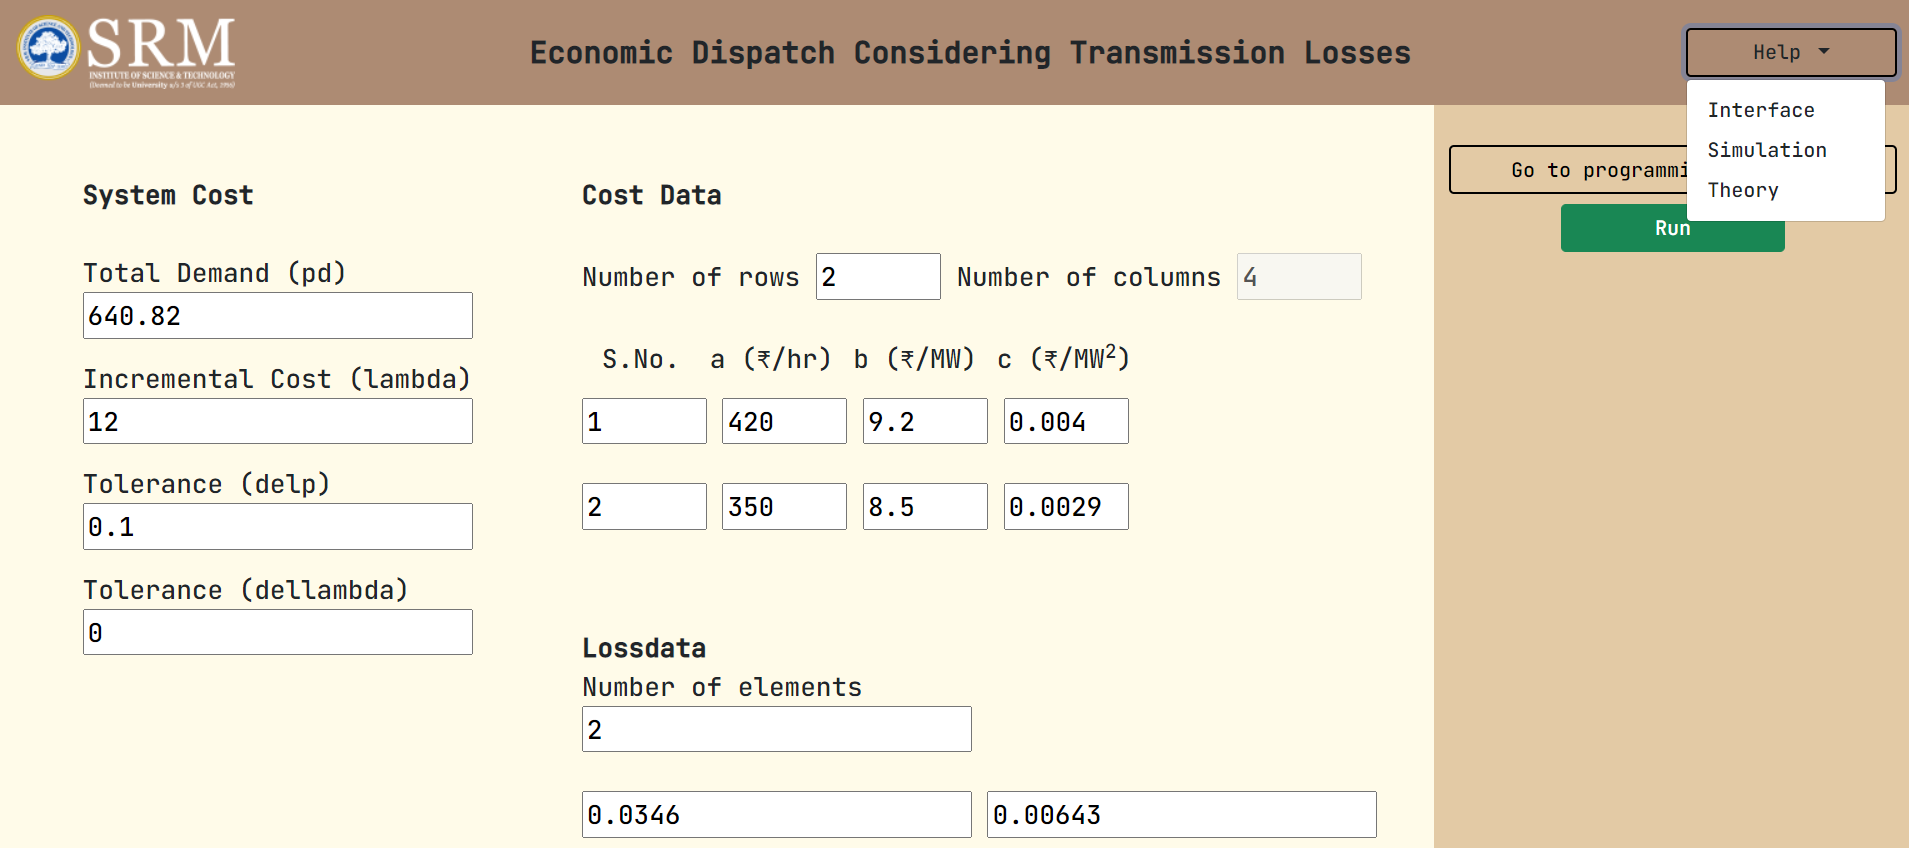 SRM
INSTITUTE OF SCIENCE & TECHNOLOGY
(Deemed to be University u/s 3 of UGC Act, 1956)
Economic Dispatch Considering Transmission Losses
Help
Interface
Simulation
Theory
Go to programmi
Run
System Cost
Total Demand (pd)
640.82
Incremental Cost (lambda)
12
Tolerance (delp)
0.1
Tolerance (dellambda)
0
Cost Data
Number of rows 2 Number of columns 4
S.No. a (₹/hr) b (₹/MW) c (₹/MW²)
1 420 9.2 0.004
2 350 8.5 0.0029
Lossdata
Number of elements
2
0.0346 0.00643